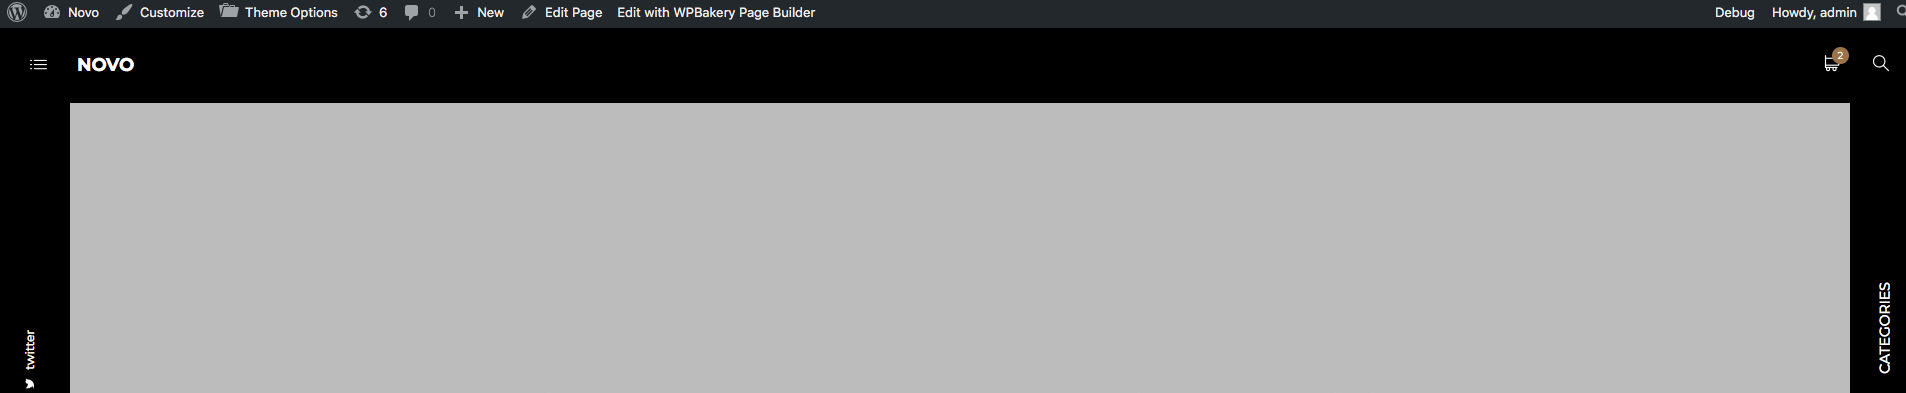 Novo Customize Theme Options 6 0 New Edit Page Edit with WPBakery Page Builder Debug Howdy, admin
NOVO 2
twitter
CATEGORIES